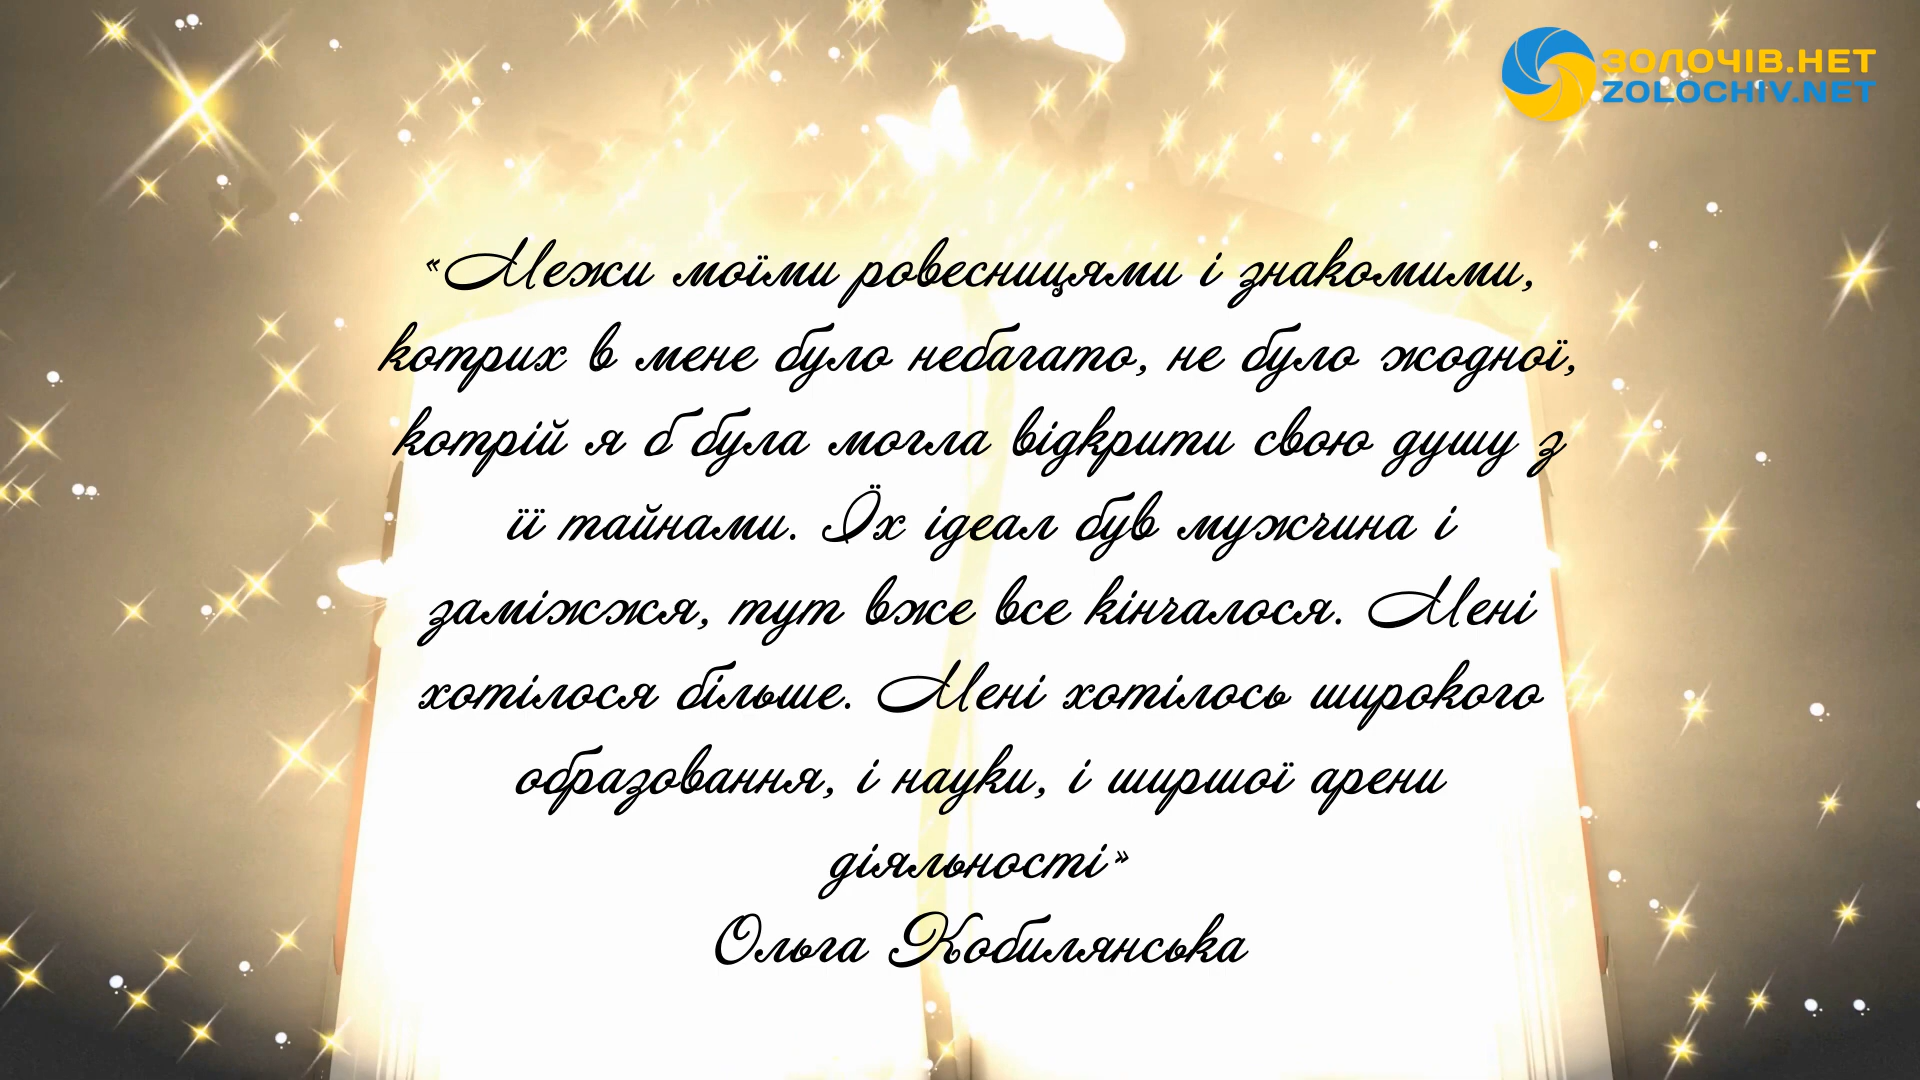 ЗОЛОЧІВ.НЕТ
ZOLOCHIV.NET
«Межи моїми ровесницями і знакомими,
котрих в мене було небагато, не було жодної,
котрій я б була могла відкрити свою душу з
її тайнами. Їх ідеал був мужчина і
заміжжя, тут вже все кінчалося. Мені
хотілося більше. Мені хотілось широкого
образовання, і науки, і ширшої арени
діяльності»
Ольга Кобилянська